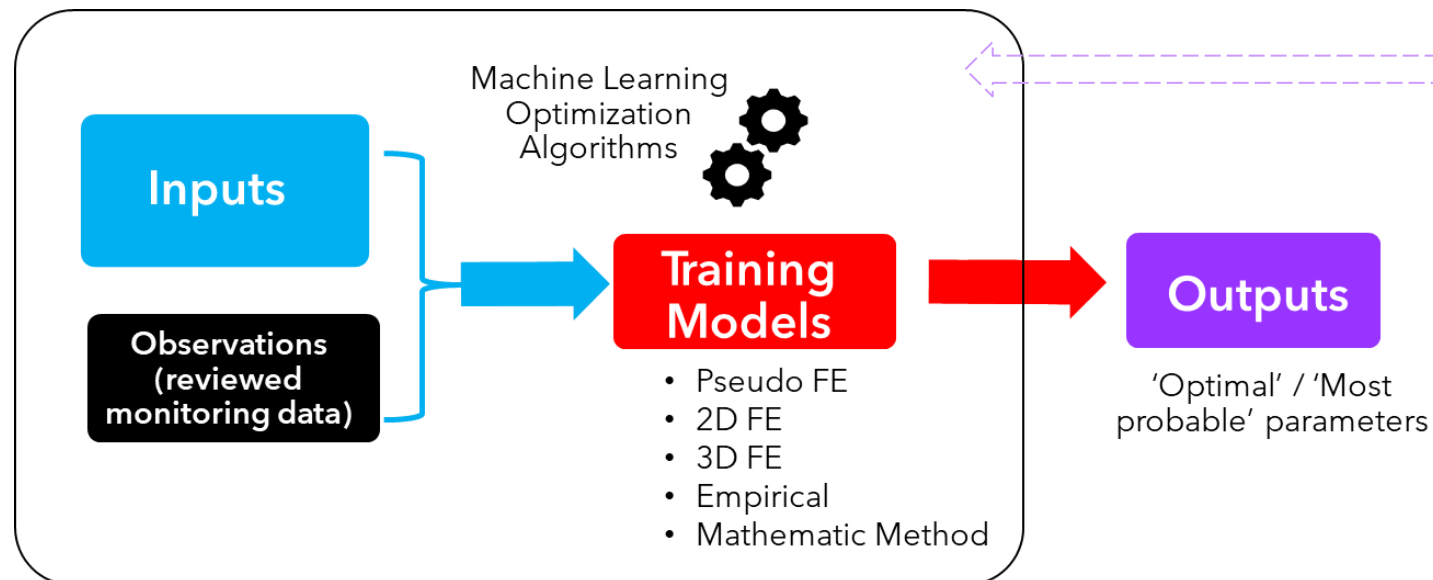 Machine Learning
Optimization
Algorithms
Inputs
Observations
(reviewed
monitoring data)
Training
Models
• Pseudo FE
• 2D FE
• 3D FE
• Empirical
• Mathematic Method
Outputs
‘Optimal’ / ‘Most
probable’ parameters